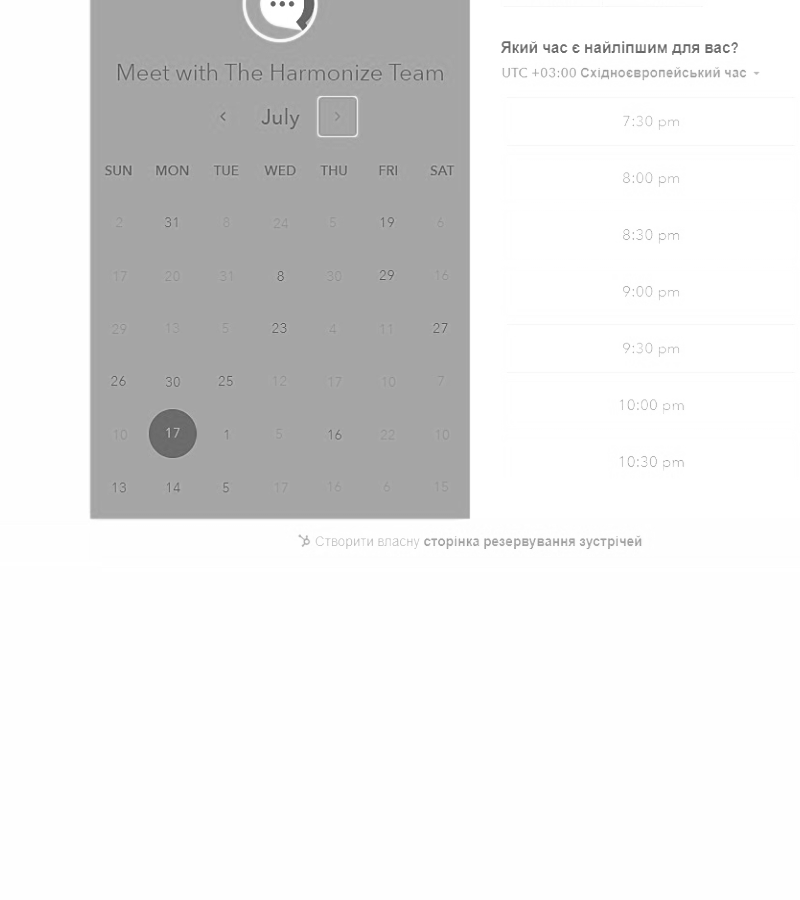 Meet with The Harmonize Team
July
SUN MON TUE WED THU FRI SAT
2 31 8 24 5 19 6
17 20 31 8 30 29 16
29 13 5 23 4 11 27
26 30 25 12 17 10 7
10 17 1 5 16 22 10
13 14 5 17 16 6 15
Який час є найліпшим для вас?
UTC +03:00 Східноєвропейський час
7:30 pm
8:00 pm
8:30 pm
9:00 pm
9:30 pm
10:00 pm
10:30 pm
Створити власну сторінка резервування зустрічей